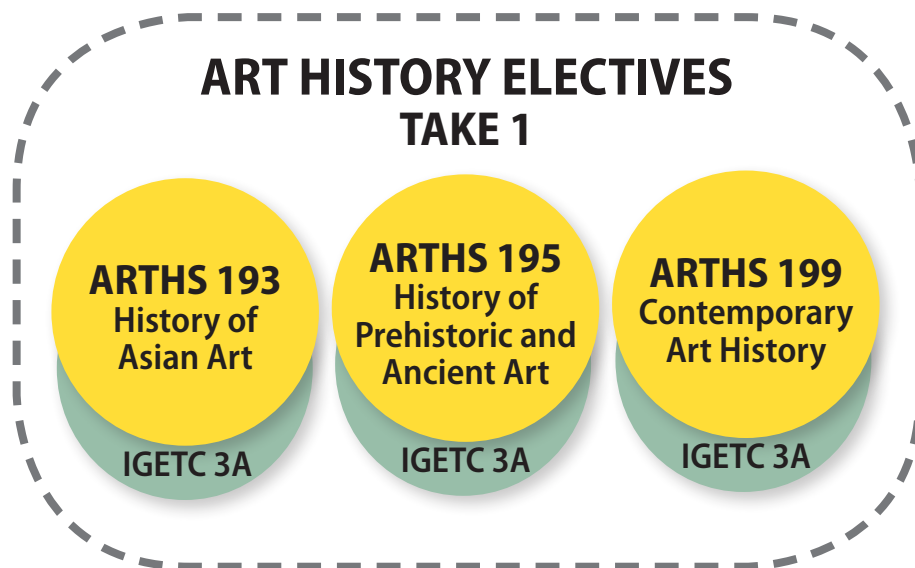 ART HISTORY ELECTIVES
TAKE 1
ARTHS 193
History of
Asian Art
IGETC 3A
ARTHS 195
History of
Prehistoric and
Ancient Art
IGETC 3A
ARTHS 199
Contemporary
Art History
IGETC 3A